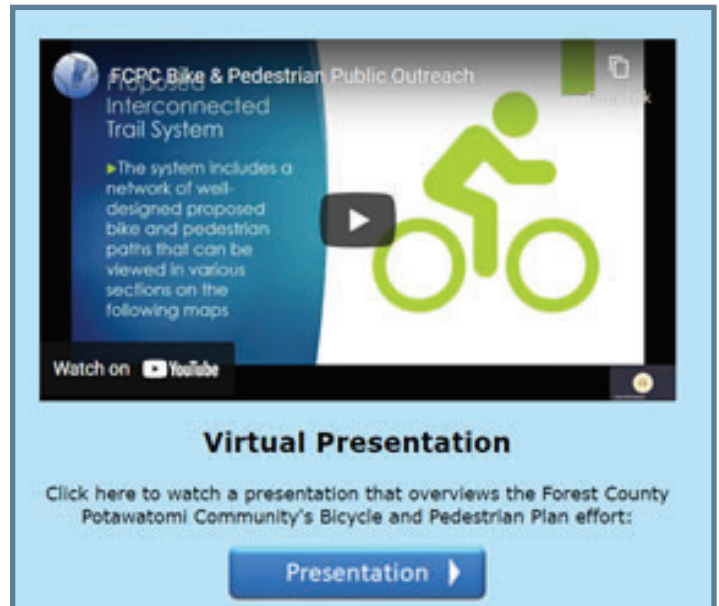 FCPC Bike & Pedestrian Public Outreach
Proposed
Interconnected
Trail System
►The system includes a
network of well-
designed proposed
bike and pedestrian
paths that can be
viewed in various
sections on the
following maps
Watch on YouTube
Virtual Presentation
Click here to watch a presentation that overviews the Forest County
Potawatomi Community's Bicycle and Pedestrian Plan effort:
Presentation